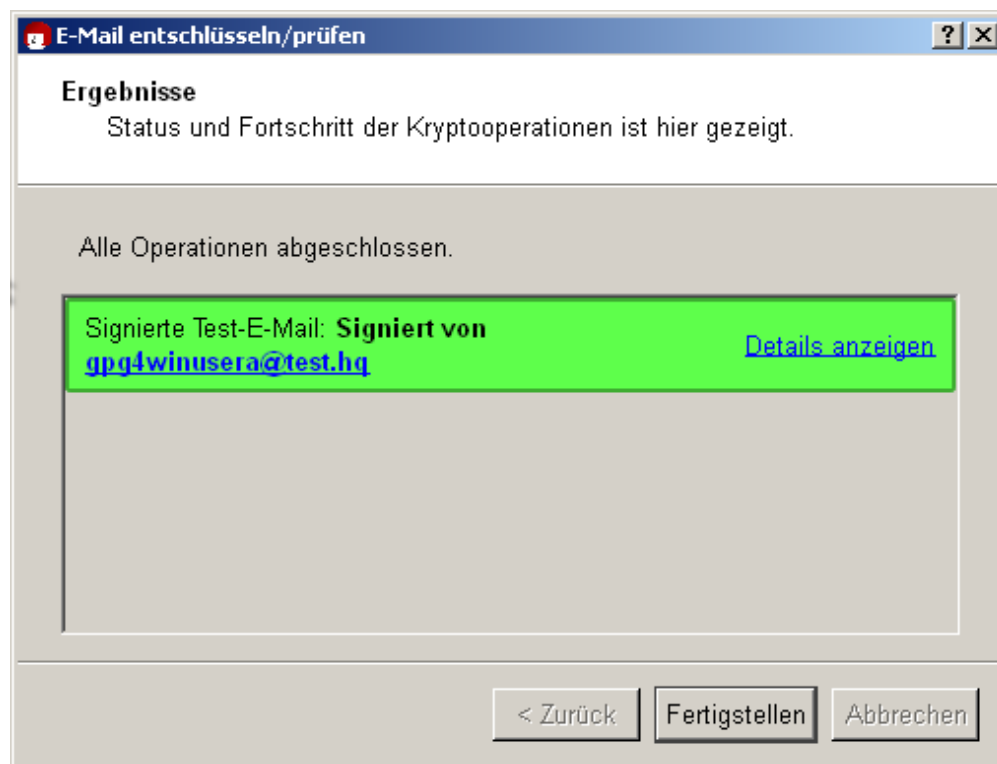 E-Mail entschlüsseln/prüfen
Ergebnisse
Status und Fortschritt der Kryptooperationen ist hier gezeigt.
Alle Operationen abgeschlossen.
Signierte Test-E-Mail: Signiert von
gpg4winusera@test.hq
Details anzeigen
< Zurück
Fertigstellen
Abbrechen